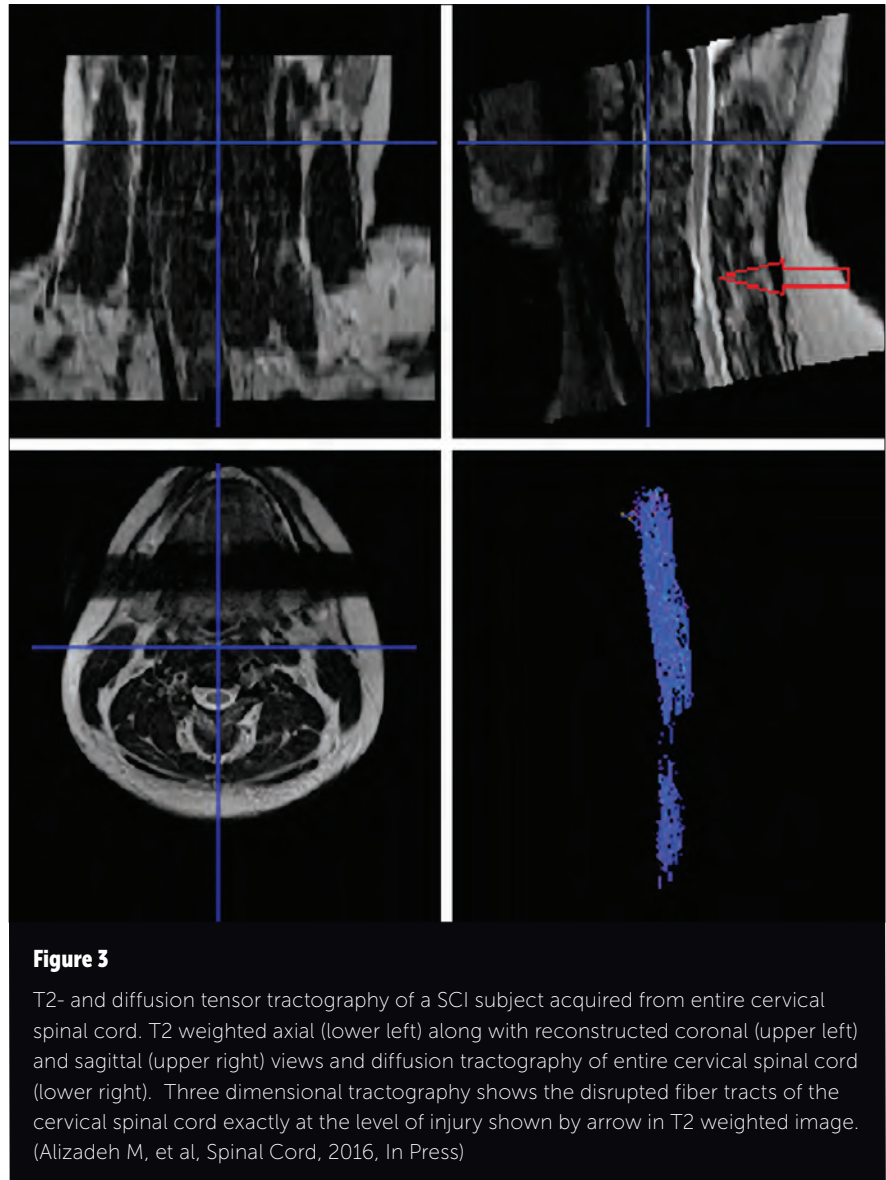 Figure 3
T2- and diffusion tensor tractography of a SCI subject acquired from entire cervical
spinal cord. T2 weighted axial (lower left) along with reconstructed coronal (upper left)
and sagittal (upper right) views and diffusion tractography of entire cervical spinal cord
(lower right).  Three dimensional tractography shows the disrupted fiber tracts of the
cervical spinal cord exactly at the level of injury shown by arrow in T2 weighted image.
(Alizadeh M, et al, Spinal Cord, 2016, In Press)